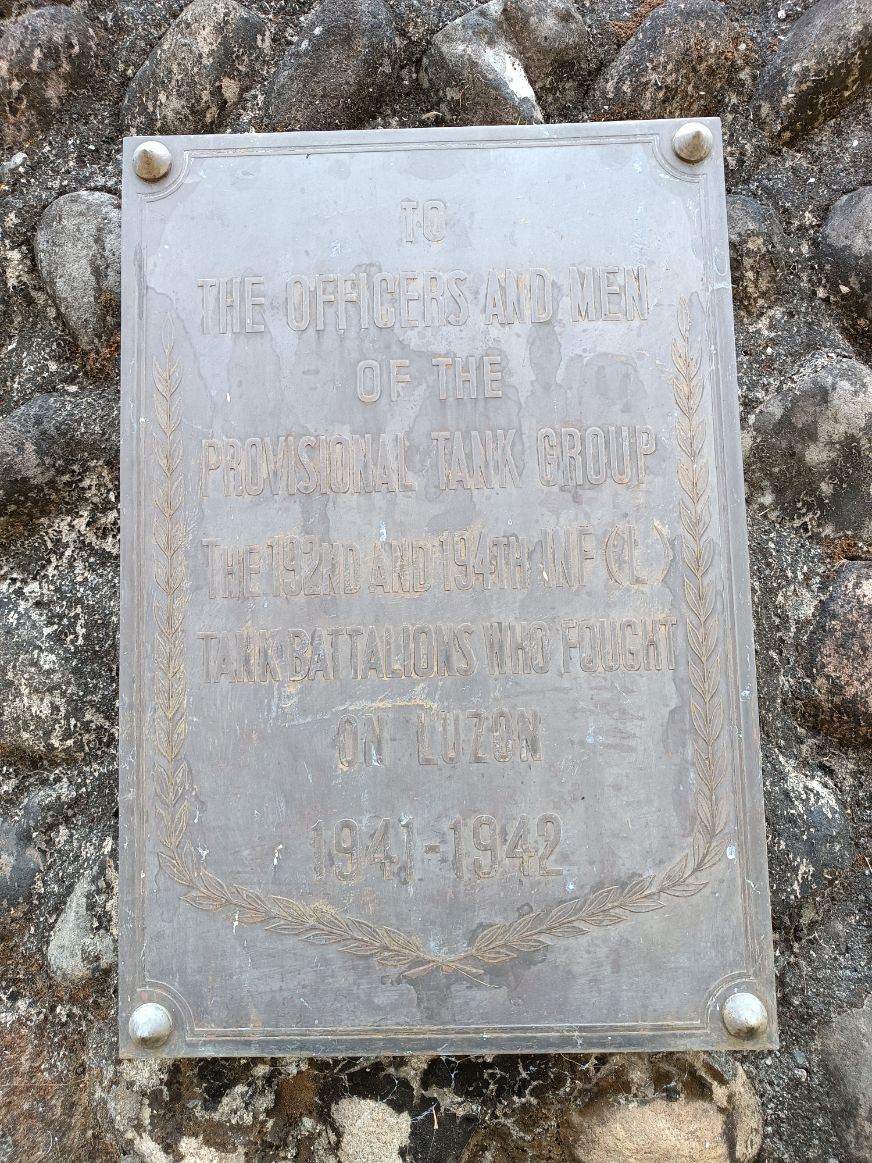 TO
THE OFFICERS AND MEN
OF THE
PROVISIONAL TANK GROUP
THE 192ND AND 194TH INF (L)
TANK BATTALIONS WHO FOUGHT
ON LUZON
1941-1942